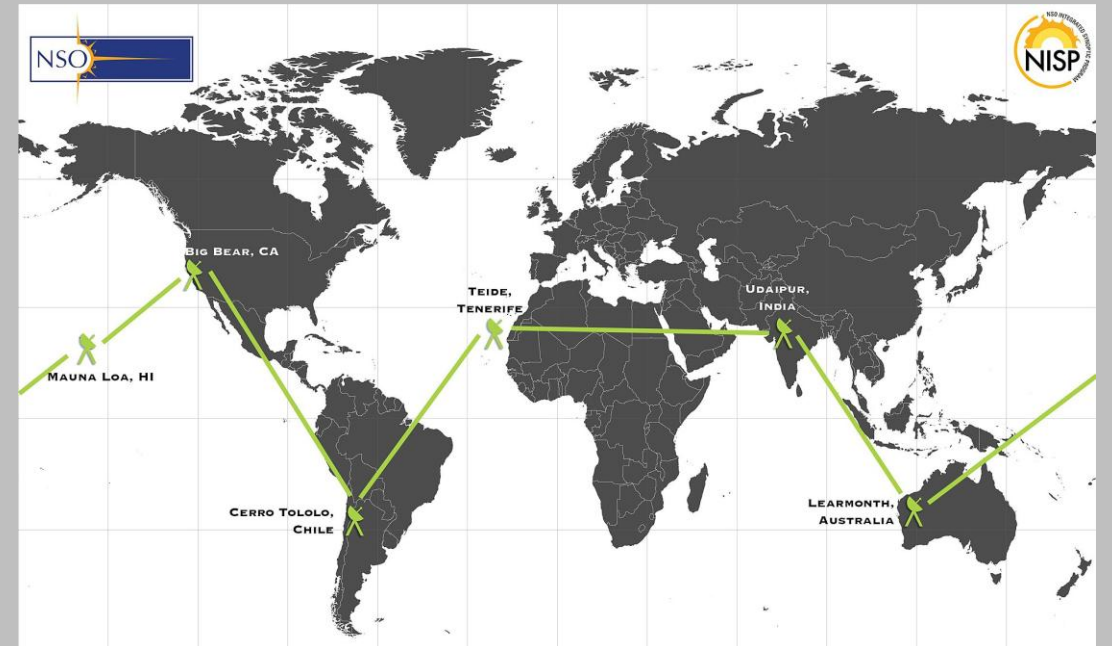 NSO
NSO INTEGRATED SYNOPTIC PROGRAM
NISP
Big Bear, CA
Mauna Loa, HI
Teide,
Tenerife
Udaipur,
India
Cerro Tololo,
Chile
Learmonth,
Australia